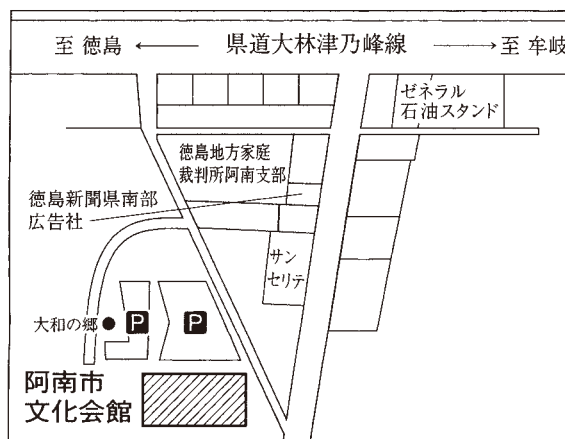 至 徳島 ← 県道大林津乃峰線 → 至 牟岐
ゼネラル
石油スタンド
徳島地方家庭
裁判所阿南支部
徳島新聞県南部
広告社
サン
セリテ
大和の郷
P
P
阿南市
文化会館